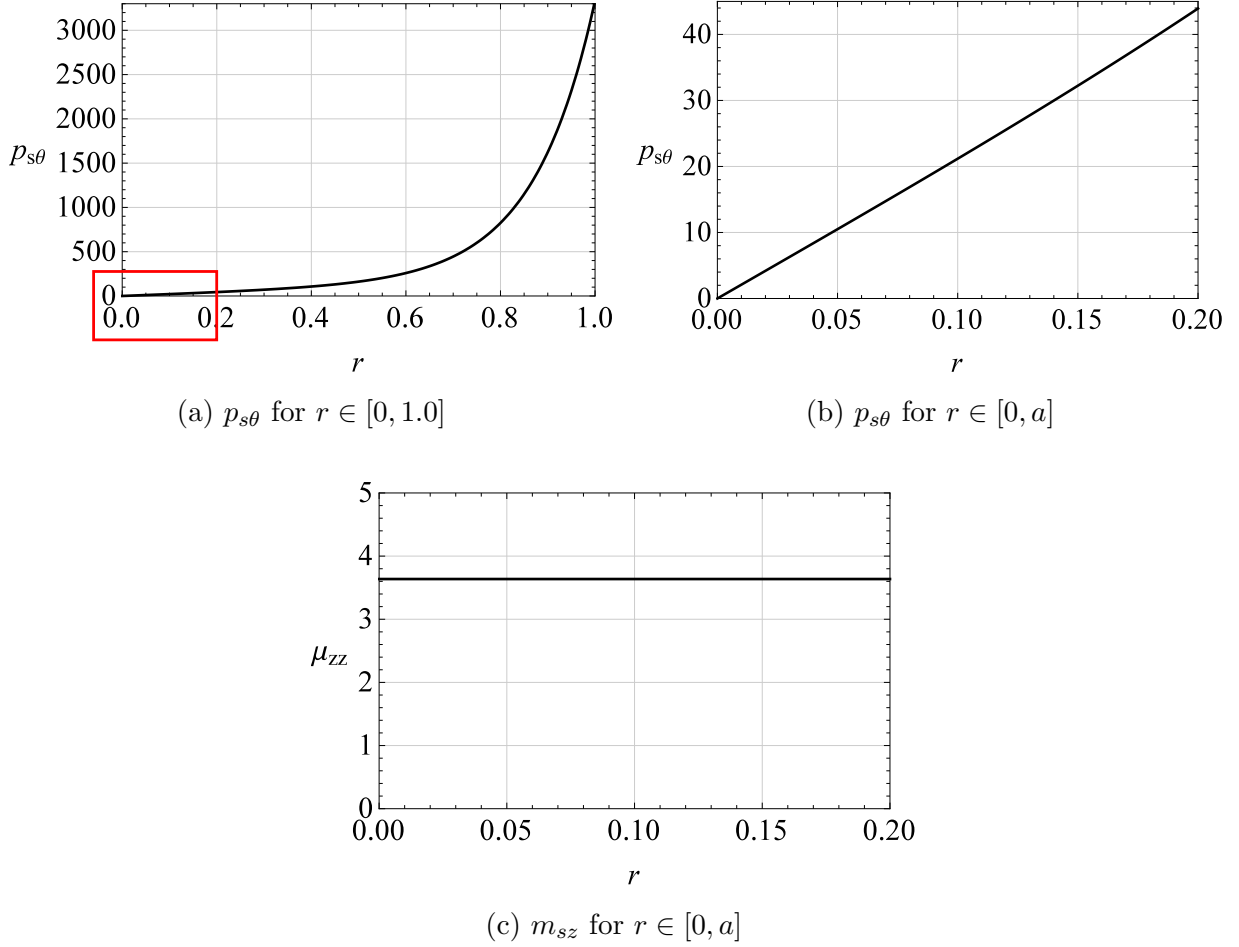 3000
2500
2000
1500
1000
500
0
p_{sθ}
0.0 0.2 0.4 0.6 0.8 1.0
r
(a) p_{sθ} for r ∈ [0, 1.0]
40
30
20
10
0
p_{sθ}
0.00 0.05 0.10 0.15 0.20
r
(b) p_{sθ} for r ∈ [0, a]
5
4
3
2
1
0
μ_{zz}
0.00 0.05 0.10 0.15 0.20
r
(c) m_{sz} for r ∈ [0, a]